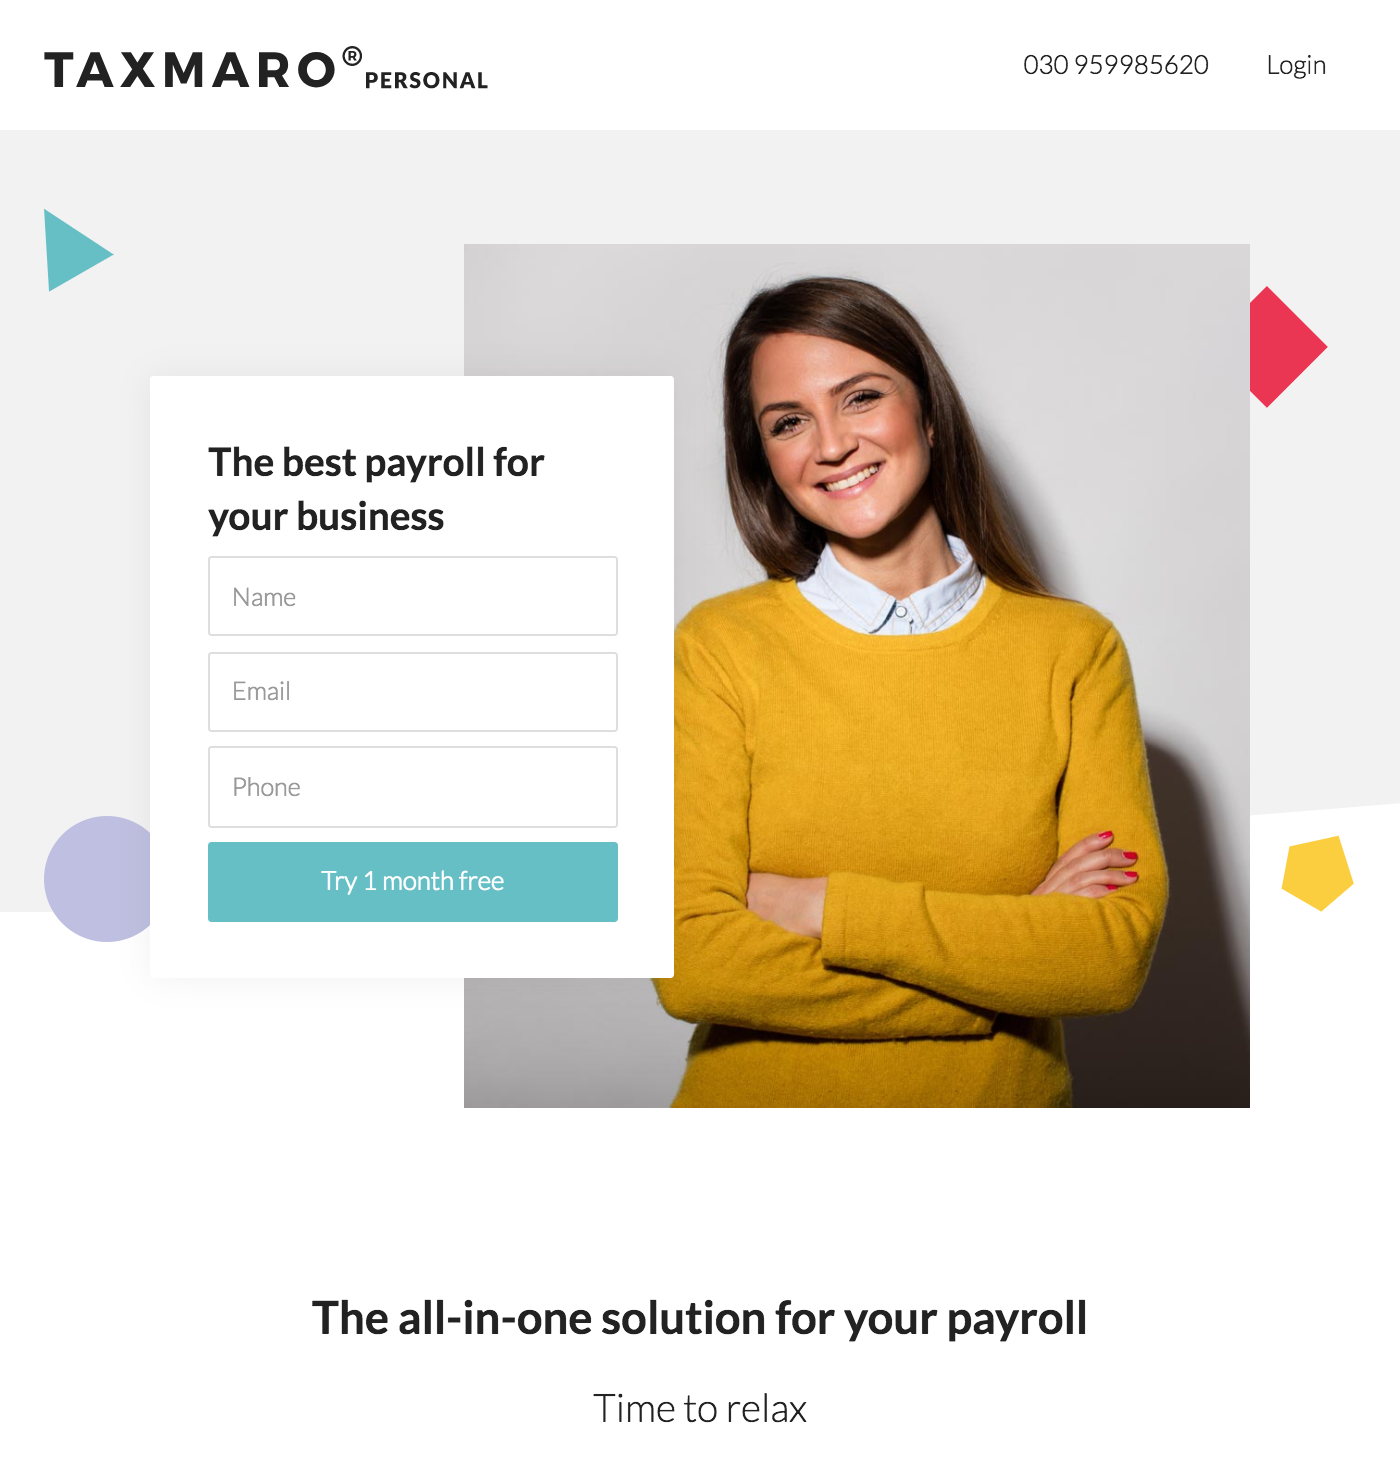 TAXMARO® PERSONAL
030 959985620
Login
The best payroll for
your business
Name
Email
Phone
Try 1 month free
The all-in-one solution for your payroll
Time to relax